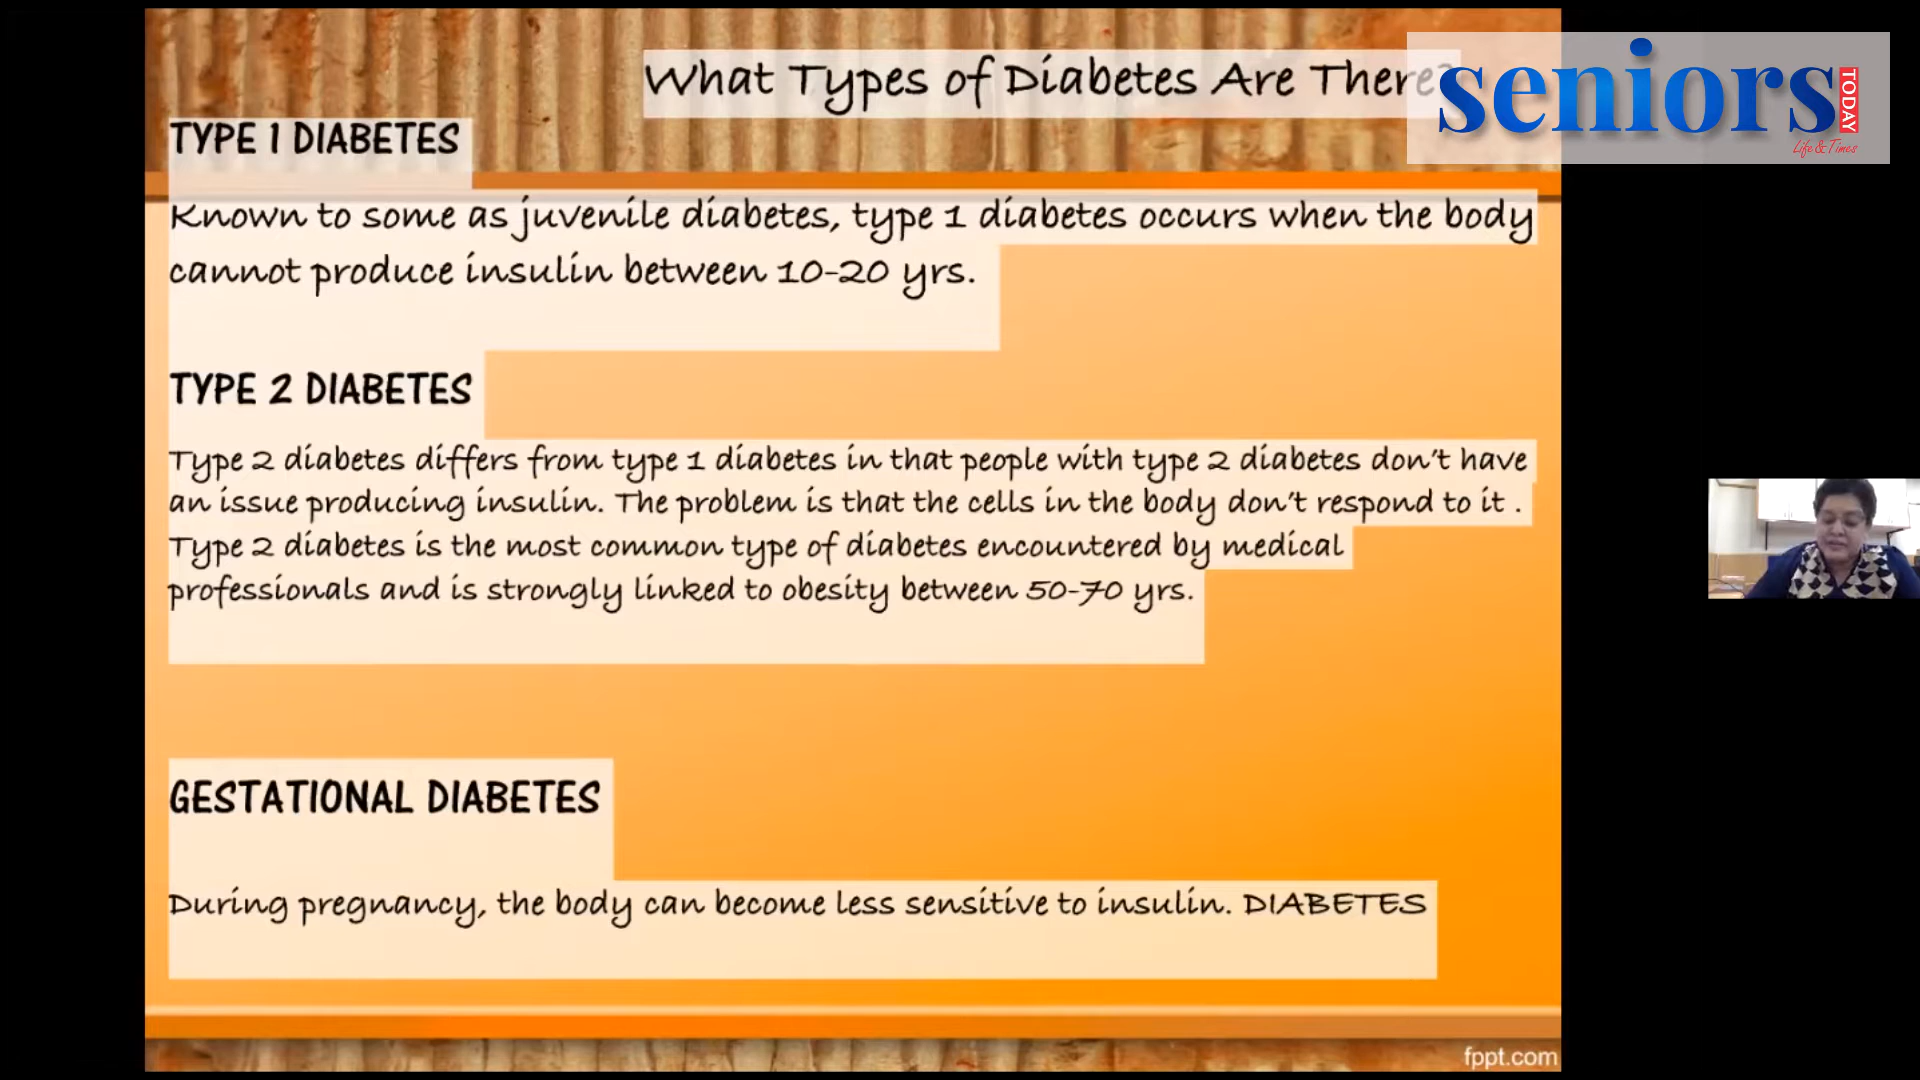 What Types of Diabetes Are There?
seniors
TODAY
Life & Times
TYPE 1 DIABETES
Known to some as juvenile diabetes, type 1 diabetes occurs when the body
cannot produce insulin between 10-20 yrs.
TYPE 2 DIABETES
Type 2 diabetes differs from type 1 diabetes in that people with type 2 diabetes don't have
an issue producing insulin. The problem is that the cells in the body don't respond to it .
Type 2 diabetes is the most common type of diabetes encountered by medical
professionals and is strongly linked to obesity between 50-70 yrs.
GESTATIONAL DIABETES
During pregnancy, the body can become less sensitive to insulin. DIABETES
fppt.com